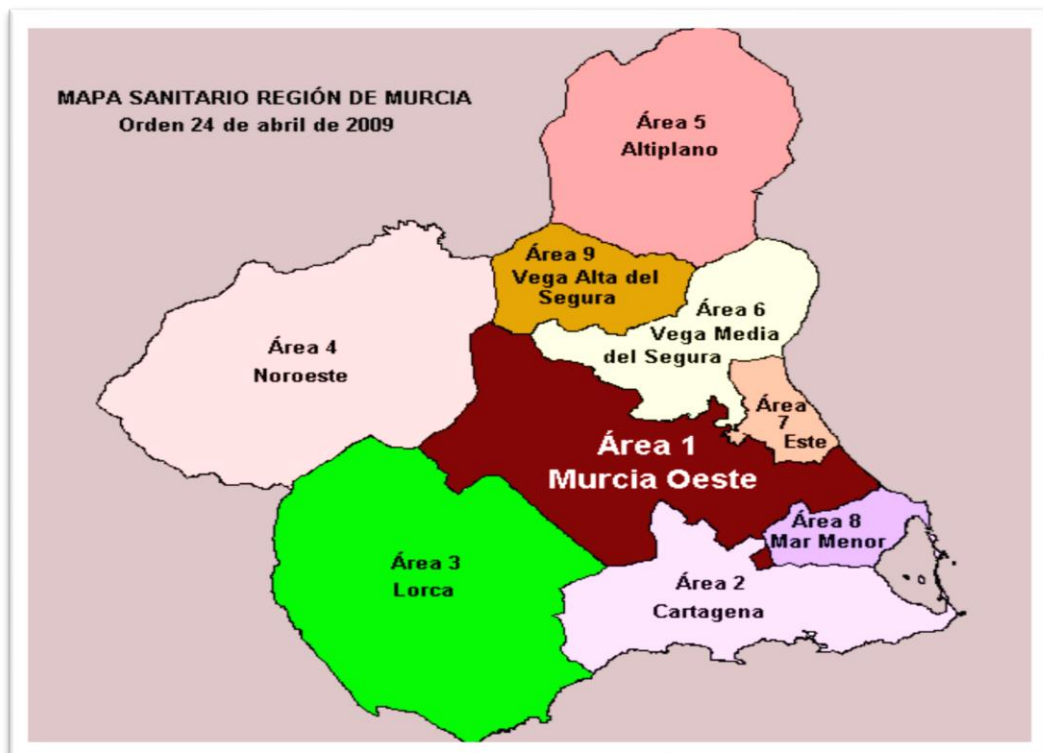 MAPA SANITARIO REGIÓN DE MURCIA
Orden 24 de abril de 2009
Área 5
Altiplano
Área 9
Vega Alta del
Segura
Área 6
Vega Media
del Segura
Área 4
Noroeste
Área 7
Este
Área 1
Murcia Oeste
Área 8
Mar Menor
Área 3
Lorca
Área 2
Cartagena